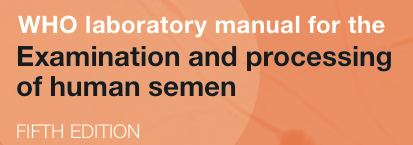 WHO laboratory manual for the
Examination and processing
of human semen
FIFTH EDITION